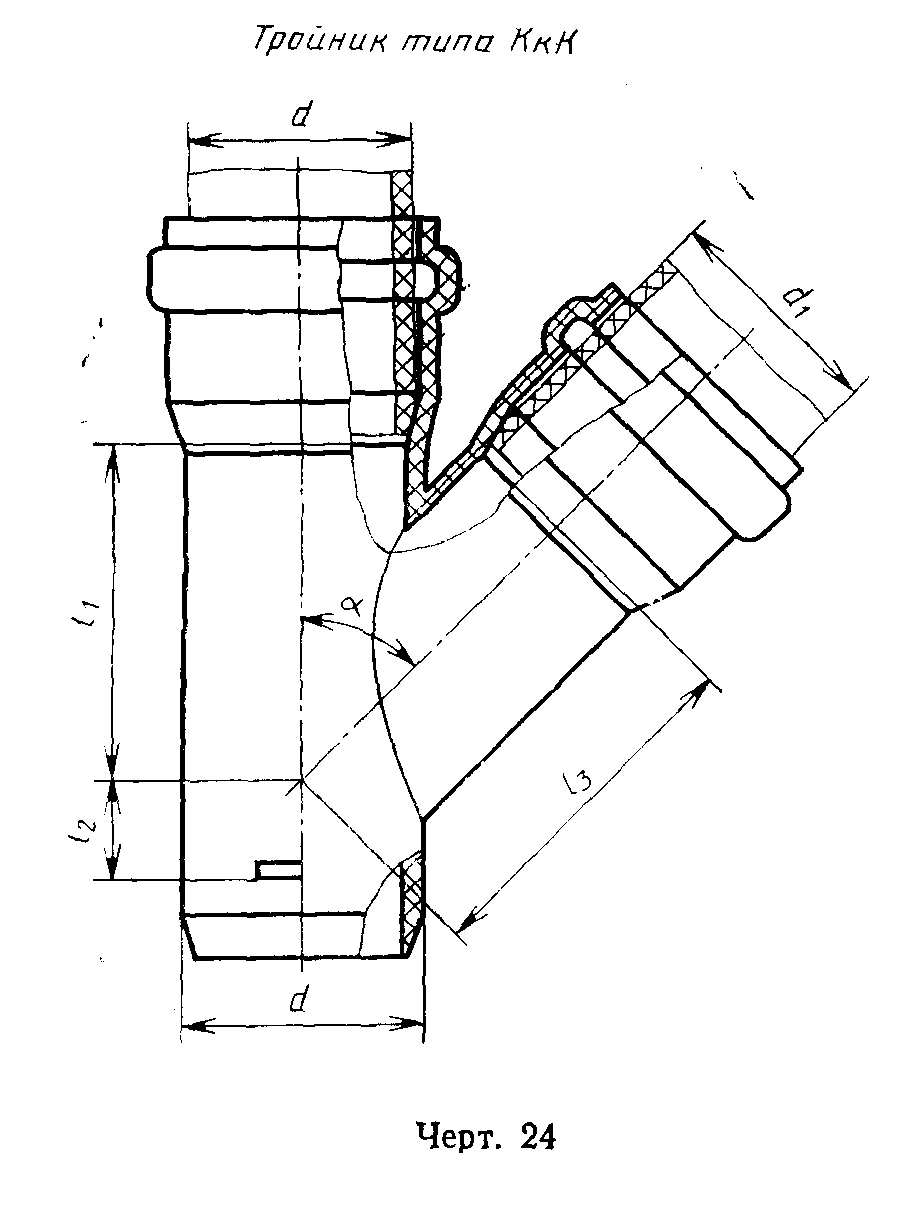 Тройник типа КкК
d
d₁
l₁
α
l₃
l₂
d
Черт. 24